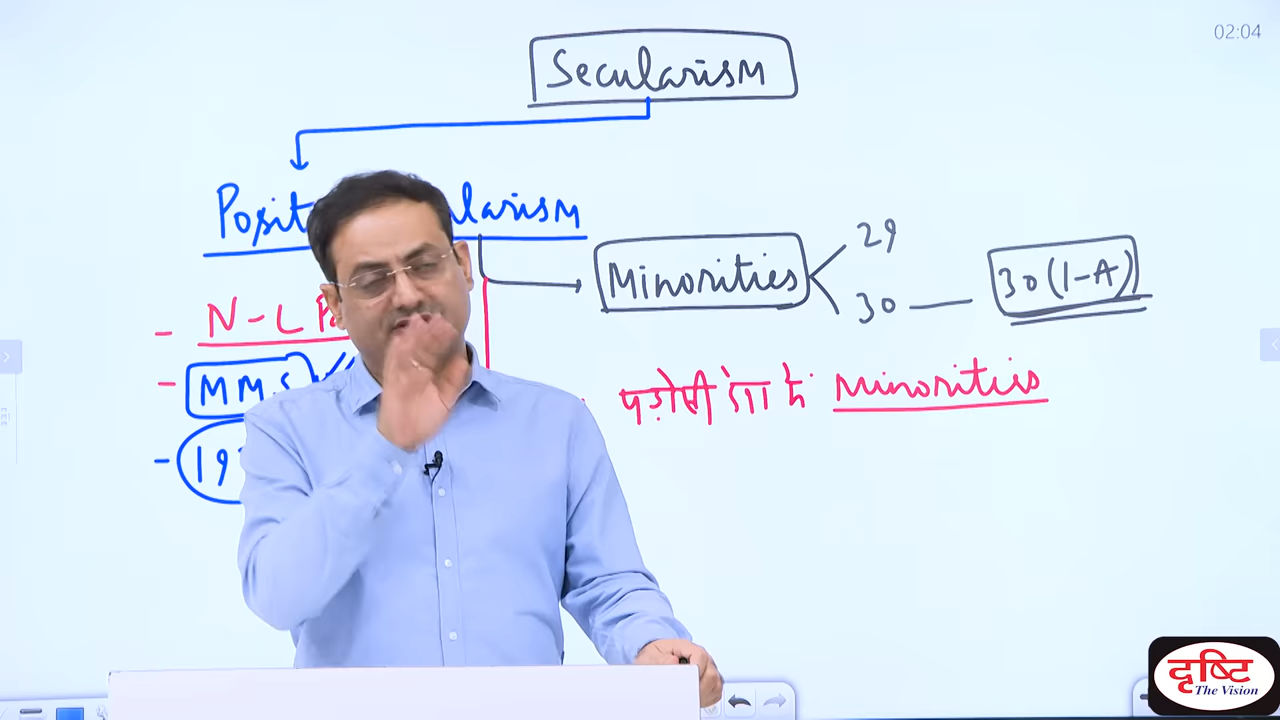 02:04
Secularism
Posit larism
Minorities
29
30
30(1-A)
- N-L P
- MMS
पड़ोसी देश के Minorities
- 19
दृष्टि
The Vision